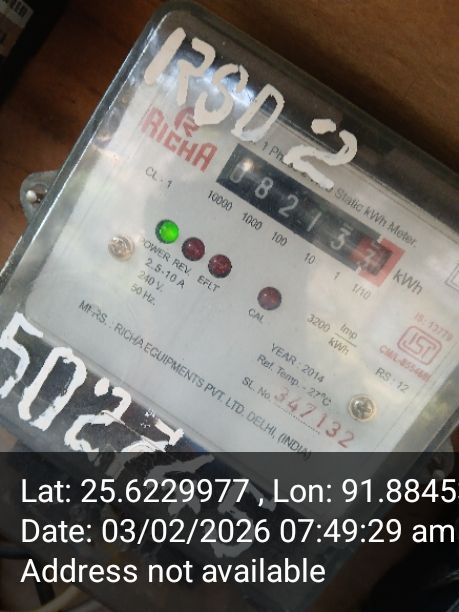 RSD 2
RICHA
1 Ph
Static kWh Meter.
CL - 1
0 8 2 1 3
kWh
10000 1000 100 10 1 1/10
POWER REV. EFLT
CAL
2.5-10 A
240 V.
50 Hz.
3200 Imp
kWh
IS: 13779
ISI
YEAR : 2014
RS : 12
Ref. Temp.- 27°C
SL. No. 347132
MFRS. : RICHA EQUIPMENTS PVT. LTD. DELHI, (INDIA)
Lat: 25.6229977 , Lon: 91.8845
Date: 03/02/2026 07:49:29 am
Address not available